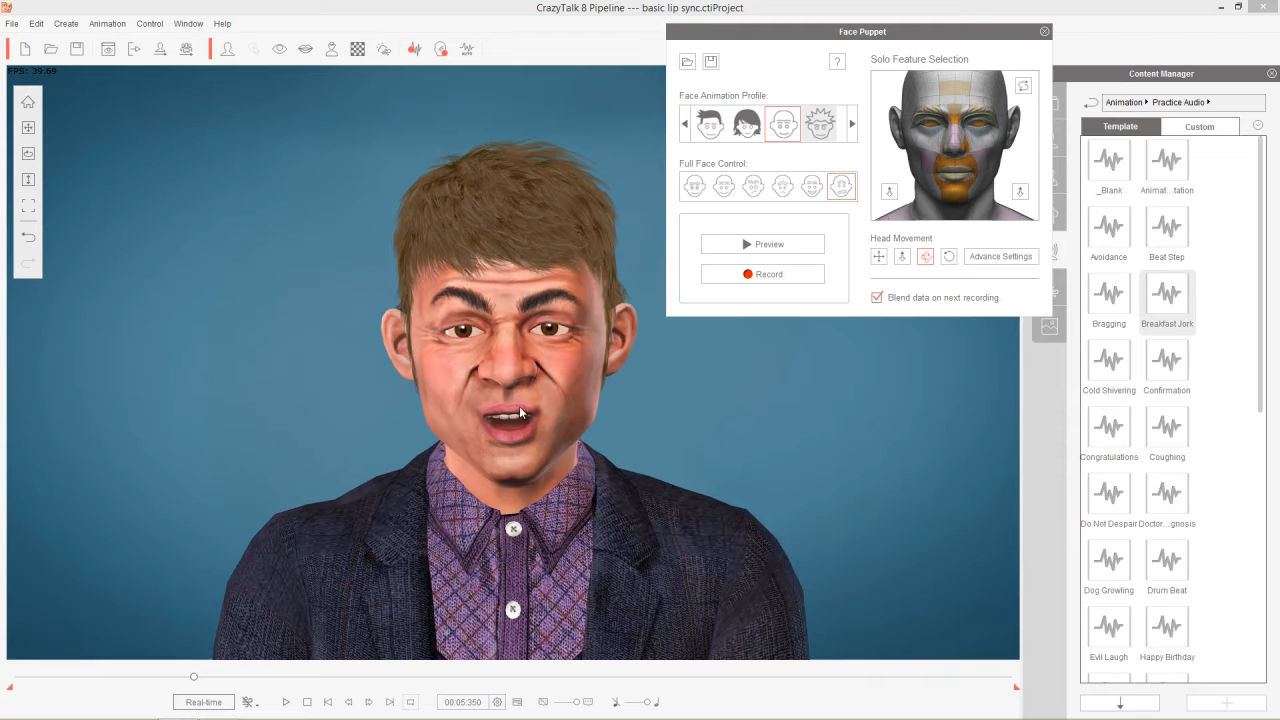 CrazyTalk 8 Pipeline --- basic lip sync.ctiProject
File Edit Create Animation Control Window Help
FPS: 39.69
Face Puppet
Solo Feature Selection
Face Animation Profile:
Full Face Control:
Preview
Record
Head Movement
Advance Settings
Blend data on next recording.
Content Manager
Animation Practice Audio
Template Custom
_Blank Animat...tation
Avoidance Beat Step
Bragging Breakfast Jork
Cold Shivering Confirmation
Congratulations Coughing
Do Not Despair Doctor...gnosis
Dog Growling Drum Beat
Evil Laugh Happy Birthday
Real-time
00:05:350